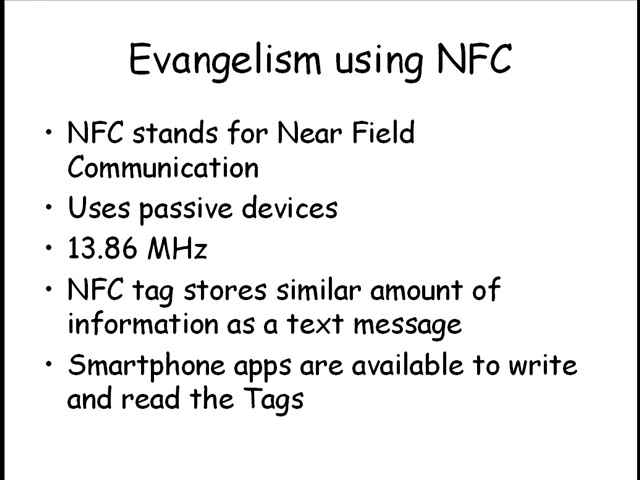 Evangelism using NFC
• NFC stands for Near Field
Communication
• Uses passive devices
• 13.86 MHz
• NFC tag stores similar amount of
information as a text message
• Smartphone apps are available to write
and read the Tags